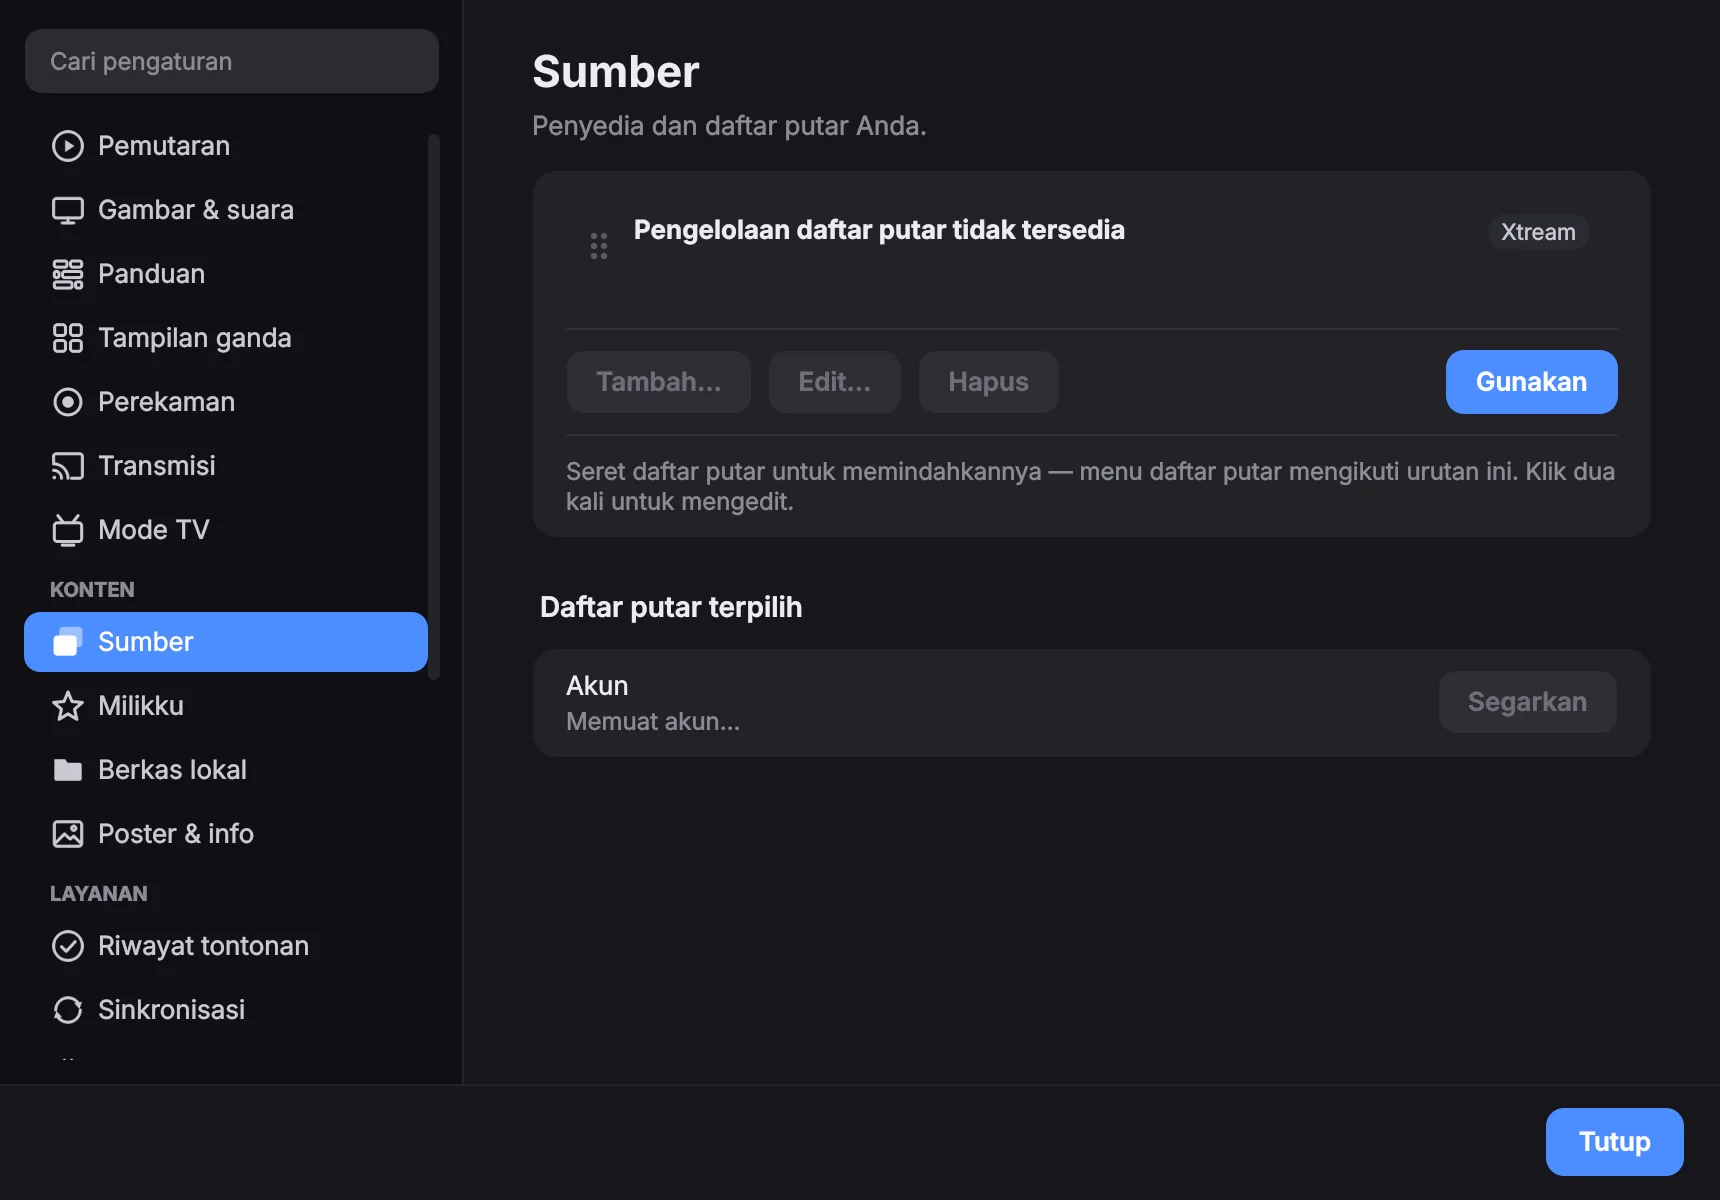 Cari pengaturan
Pemutaran
Gambar & suara
Panduan
Tampilan ganda
Perekaman
Transmisi
Mode TV
KONTEN
Sumber
Milikku
Berkas lokal
Poster & info
LAYANAN
Riwayat tontonan
Sinkronisasi
Sumber
Penyedia dan daftar putar Anda.
Pengelolaan daftar putar tidak tersedia
Xtream
Tambah...
Edit...
Hapus
Gunakan
Seret daftar putar untuk memindahkannya — menu daftar putar mengikuti urutan ini. Klik dua
kali untuk mengedit.
Daftar putar terpilih
Akun
Memuat akun...
Segarkan
Tutup